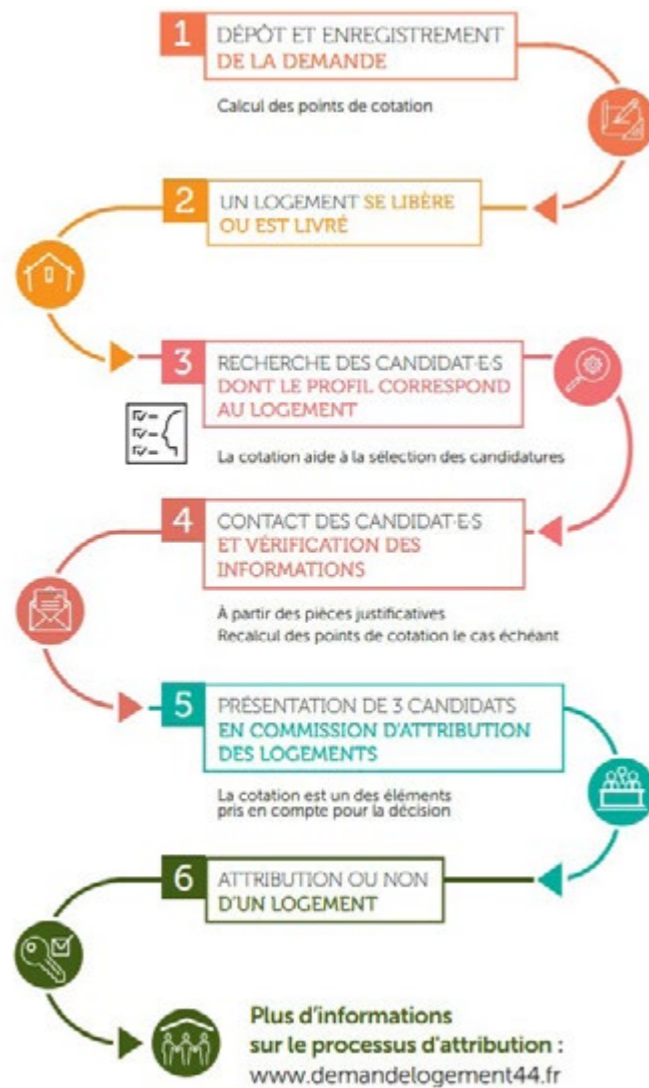 1
DÉPÔT ET ENREGISTREMENT
DE LA DEMANDE
Calcul des points de cotation
2
UN LOGEMENT SE LIBÈRE
OU EST LIVRÉ
3
RECHERCHE DES CANDIDAT·E·S
DONT LE PROFIL CORRESPOND
AU LOGEMENT
La cotation aide à la sélection des candidatures
4
CONTACT DES CANDIDAT·E·S
ET VÉRIFICATION DES
INFORMATIONS
À partir des pièces justificatives
Recalcul des points de cotation le cas échéant
5
PRÉSENTATION DE 3 CANDIDATS
EN COMMISSION D'ATTRIBUTION
DES LOGEMENTS
La cotation est un des éléments
pris en compte pour la décision
6
ATTRIBUTION OU NON
D'UN LOGEMENT
Plus d'informations
sur le processus d'attribution :
www.demandelogement44.fr